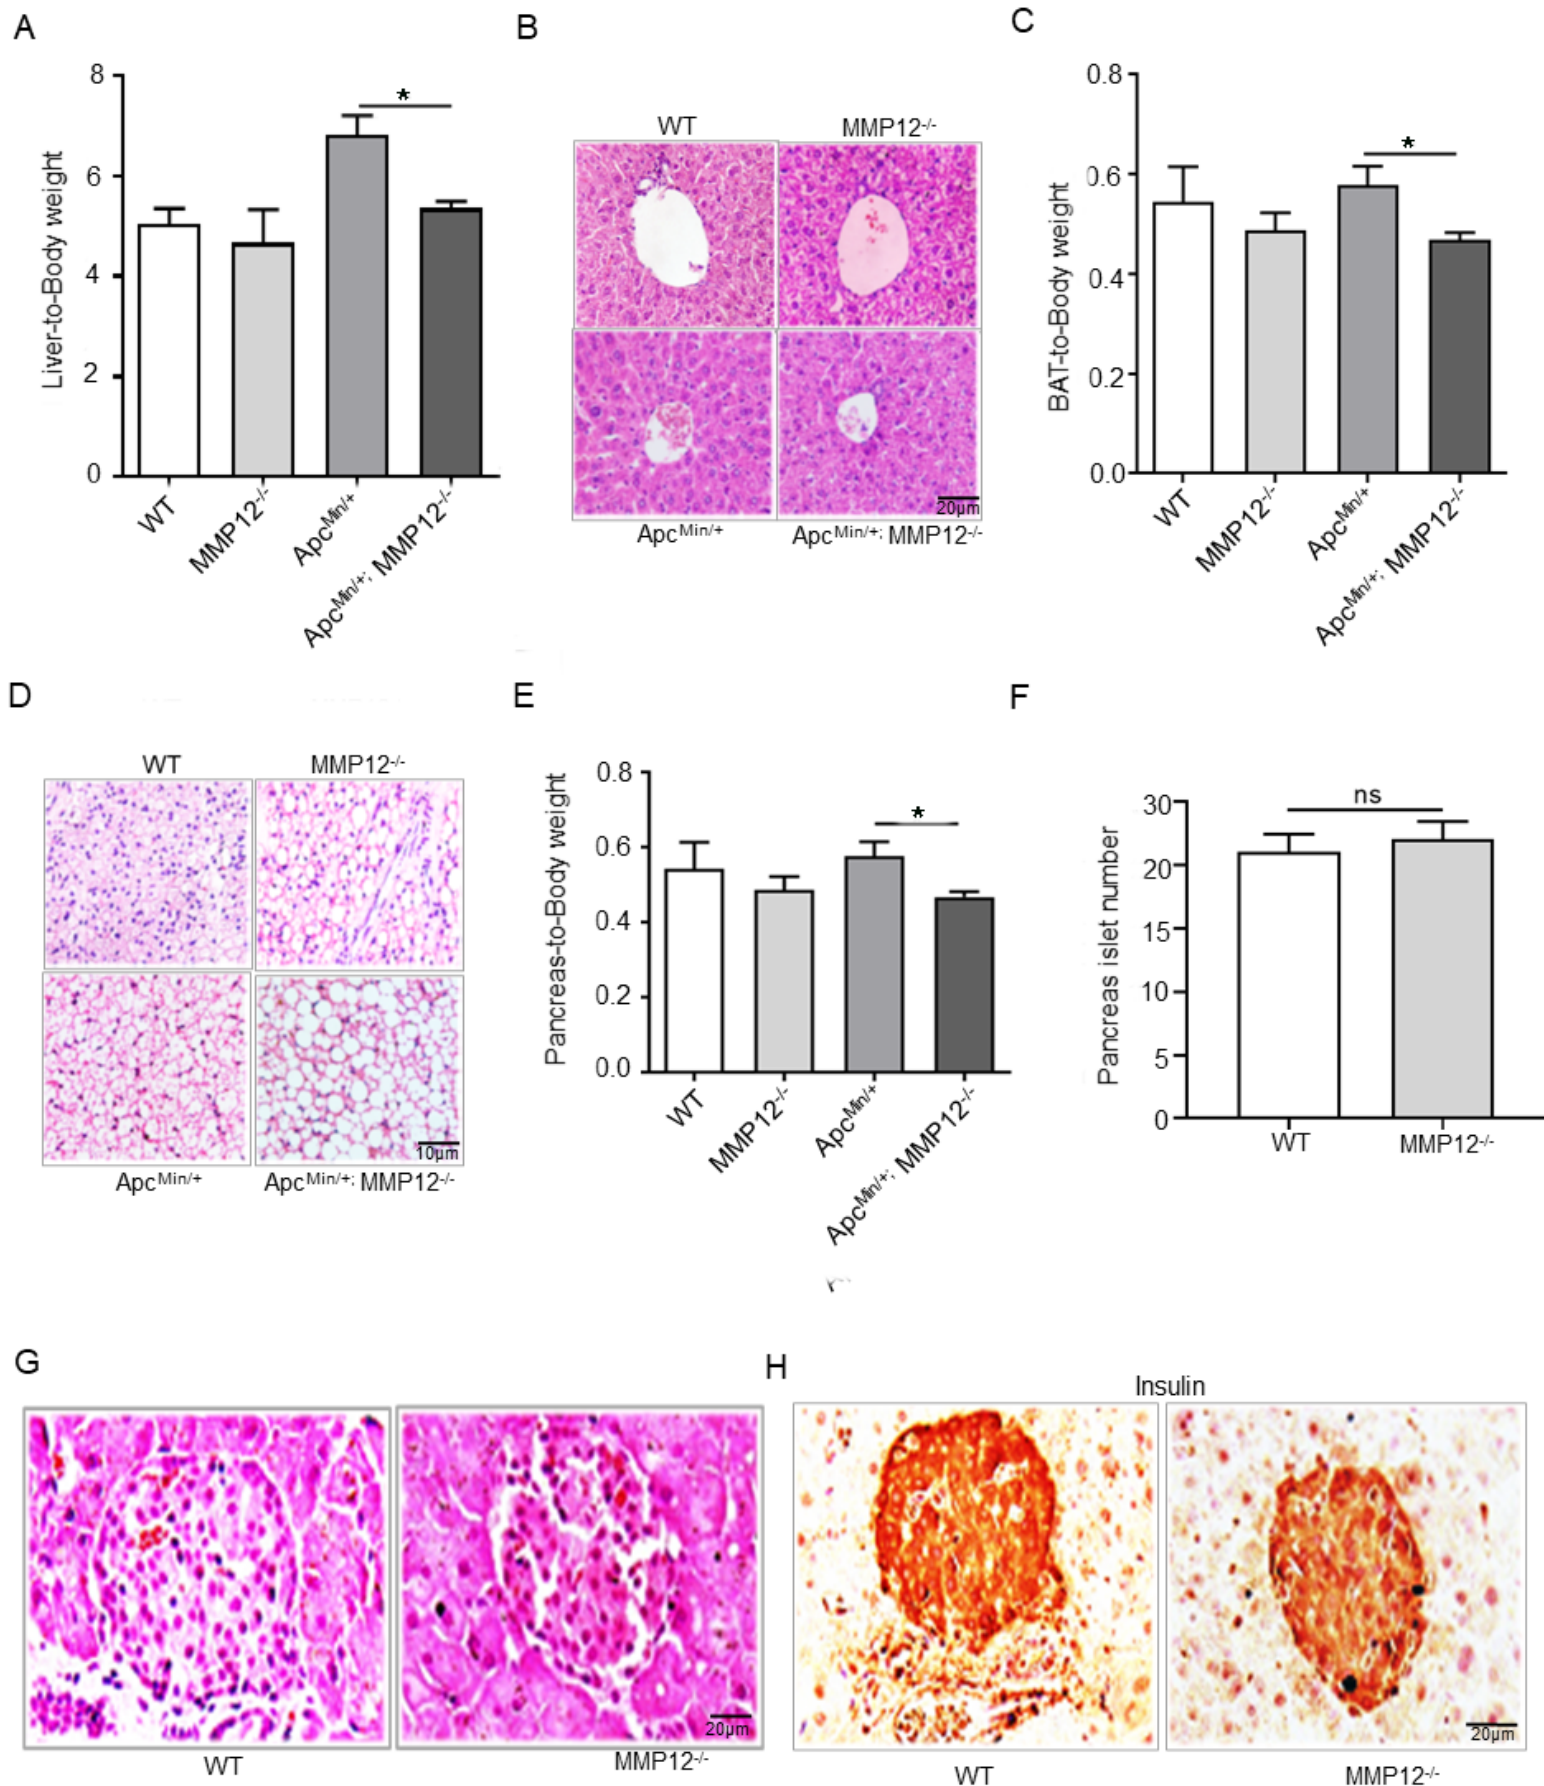 A
8
6
4
2
0
Liver-to-Body weight
*
WT
MMP12-/-
ApcMin/+
ApcMin/+; MMP12-/-
B
WT
MMP12-/-
20µm
ApcMin/+
ApcMin/+; MMP12-/-
C
0.8
0.6
0.4
0.2
0.0
BAT-to-Body weight
*
WT
MMP12-/-
ApcMin/+
ApcMin/+; MMP12-/-
D
WT
MMP12-/-
10µm
ApcMin/+
ApcMin/+; MMP12-/-
E
0.8
0.6
0.4
0.2
0.0
Pancreas-to-Body weight
*
WT
MMP12-/-
ApcMin/+
ApcMin/+; MMP12-/-
F
30
20
15
10
5
0
Pancreas islet number
ns
WT
MMP12-/-
G
20µm
WT
MMP12-/-
H
Insulin
20µm
WT
MMP12-/-